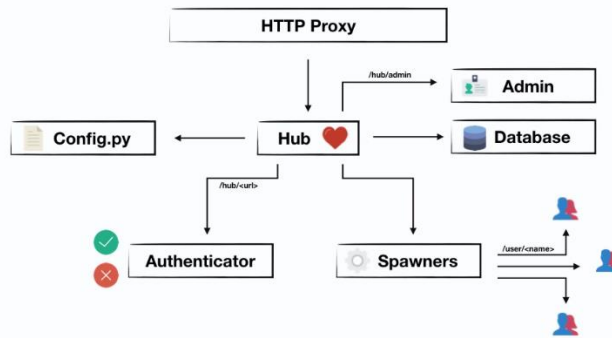 HTTP Proxy
/hub/admin
Admin
Config.py
Hub
Database
/hub/<url>
/user/<name>
Authenticator
Spawners